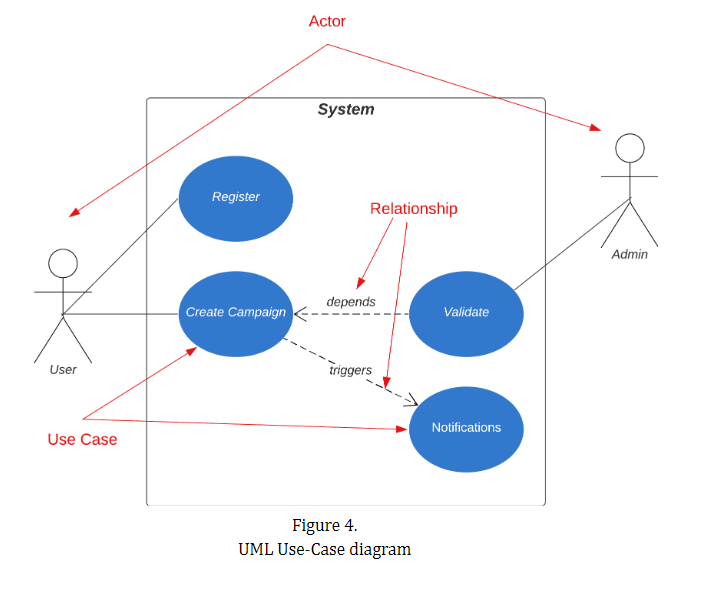 Actor
System
Register
Relationship
Admin
depends
Create Campaign
Validate
User
triggers
Notifications
Use Case
Figure 4.
UML Use-Case diagram